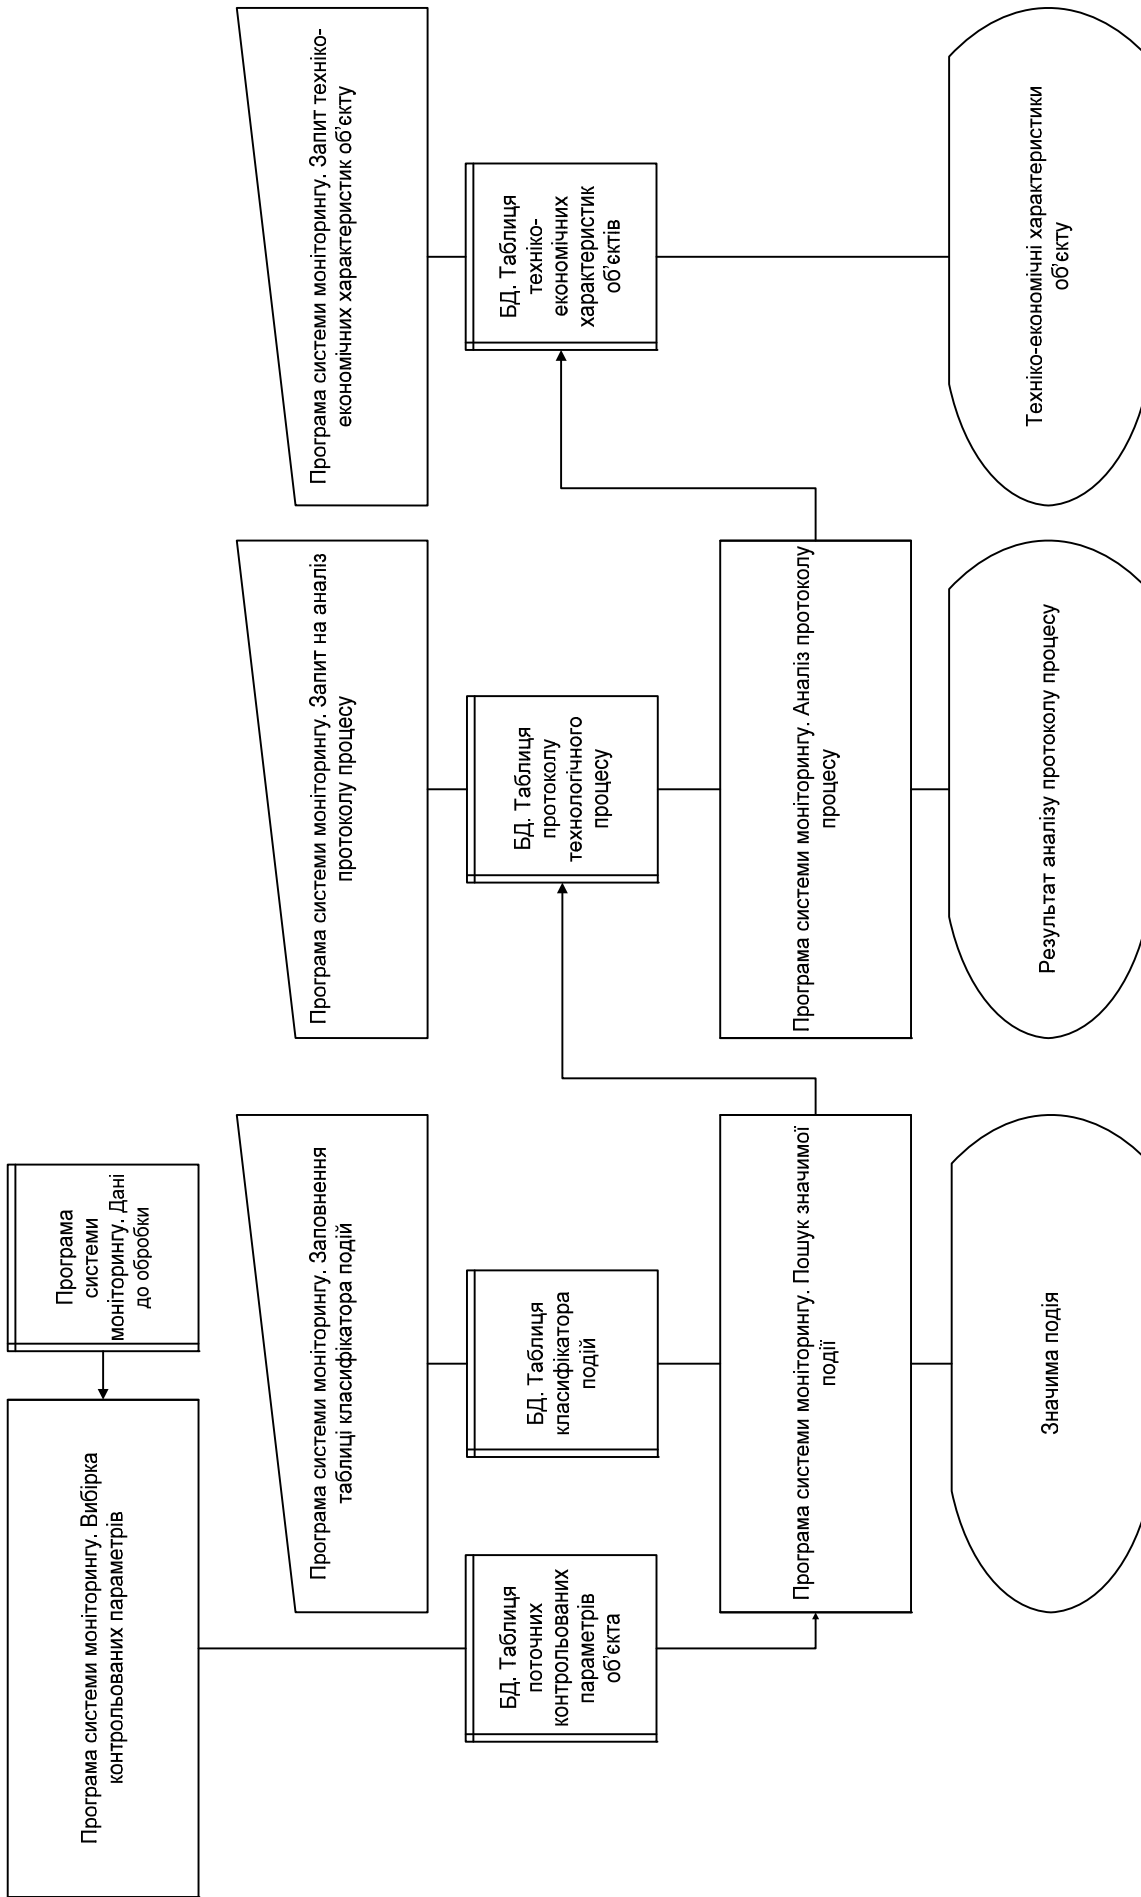 Програма системи моніторингу. Вибірка
контрольованих параметрів
Програма
системи
моніторингу. Дані
до обробки
Програма системи моніторингу. Заповнення
таблиці класифікатора подій
Програма системи моніторингу. Запит на аналіз
протоколу процесу
Програма системи моніторингу. Запит техніко-
економічних характеристик об'єкту
БД. Таблиця
поточних
контрольованих
параметрів
об'єкта
БД. Таблиця
класифікатора
подій
БД. Таблиця
протоколу
технологічного
процесу
БД. Таблиця
техніко-
економічних
характеристик
об'єктів
Програма системи моніторингу. Пошук значимої
події
Програма системи моніторингу. Аналіз протоколу
процесу
Значима подія
Результат аналізу протоколу процесу
Техніко-економічні характеристики
об'єкту